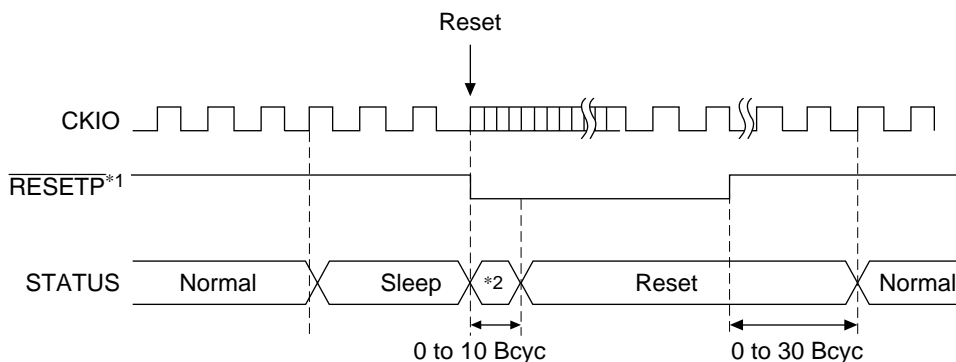 Reset
CKIO
RESETP*1
STATUS
Normal
Sleep
*2
Reset
Normal
0 to 10 Bcyc
0 to 30 Bcyc